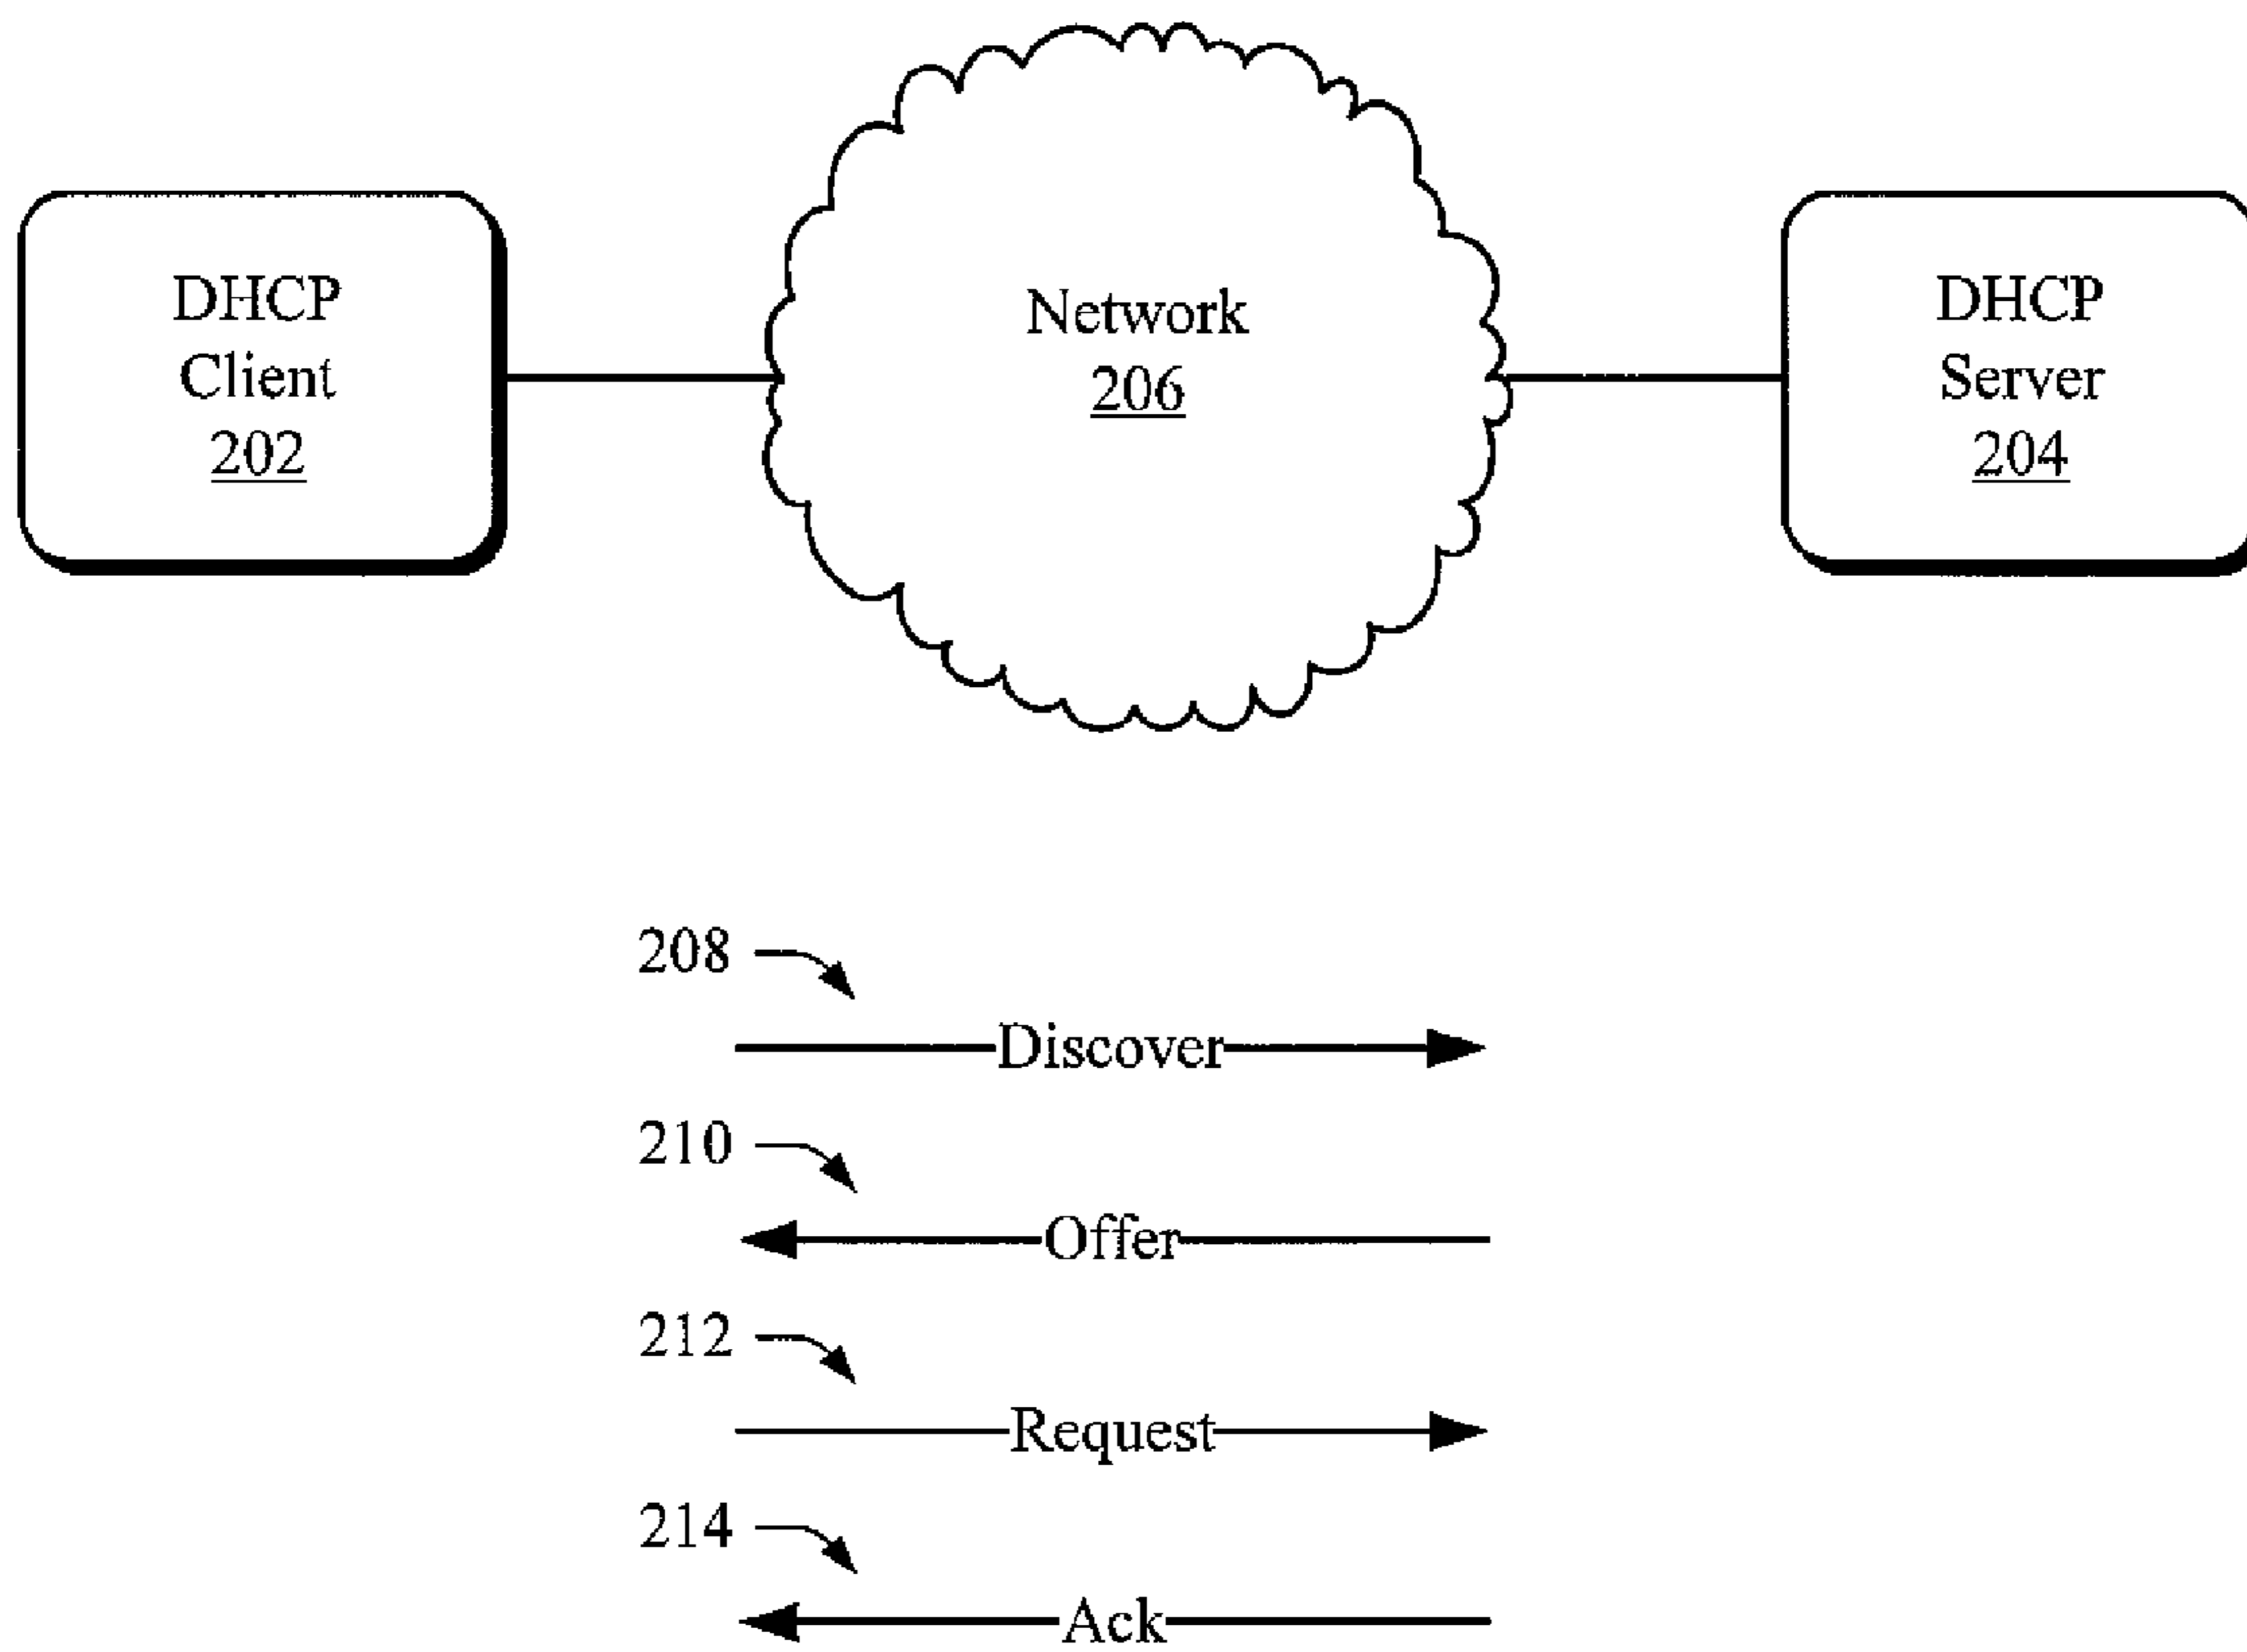 DHCP
Client
202
Network
206
DHCP
Server
204
208
Discover
210
Offer
212
Request
214
Ack